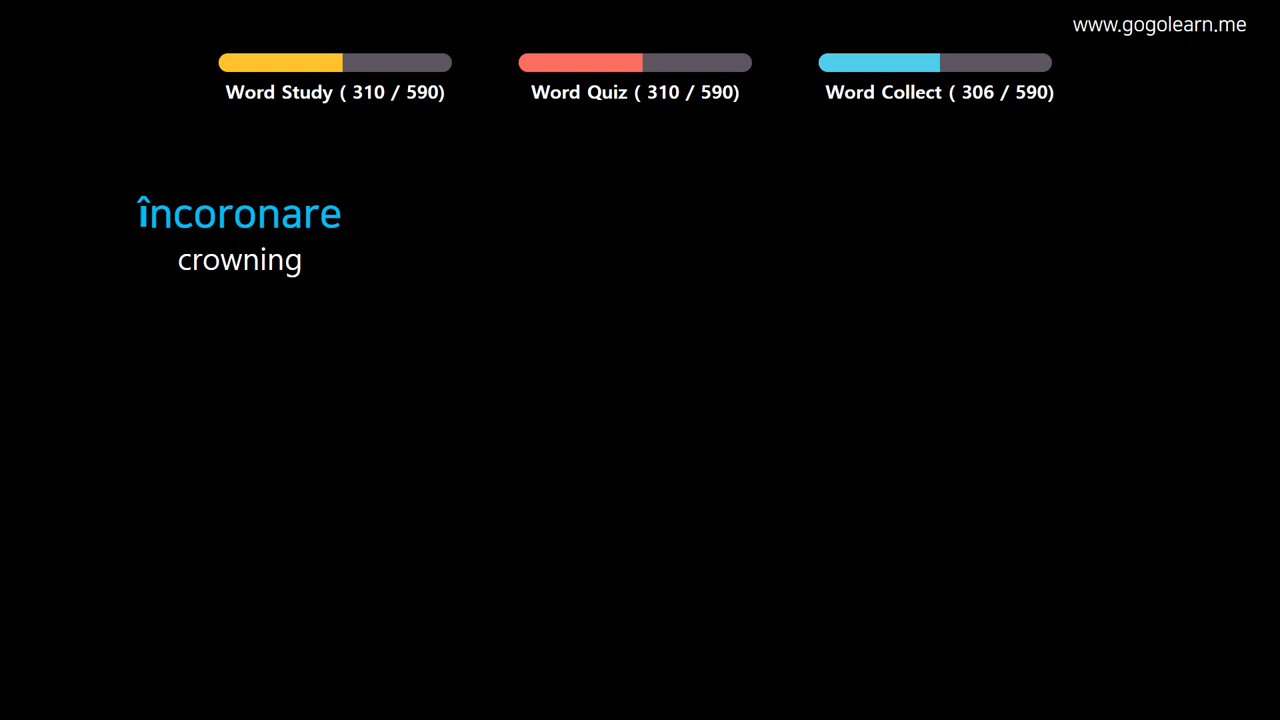 www.gogolearn.me
Word Study ( 310 / 590)
Word Quiz ( 310 / 590)
Word Collect ( 306 / 590)
încoronare
crowning